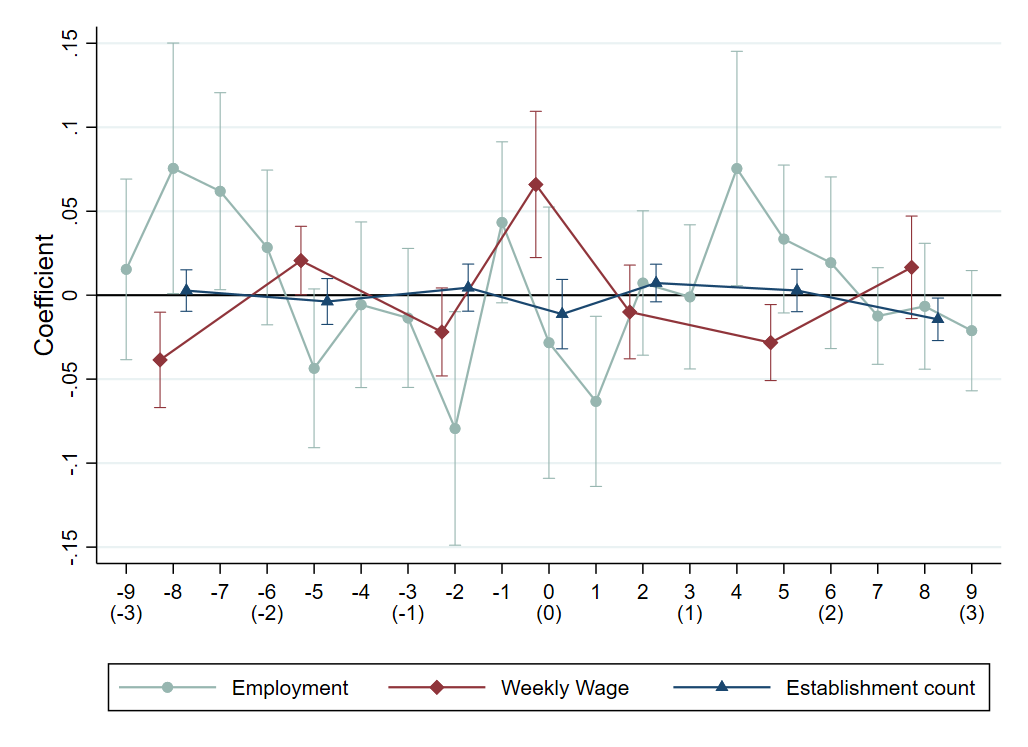 .15
.1
.05
0
-.05
-.1
-.15
Coefficient
-9 -8 -7 -6 -5 -4 -3 -2 -1 0 1 2 3 4 5 6 7 8 9
(-3) (-2) (-1) (0) (1) (2) (3)
Employment Weekly Wage Establishment count